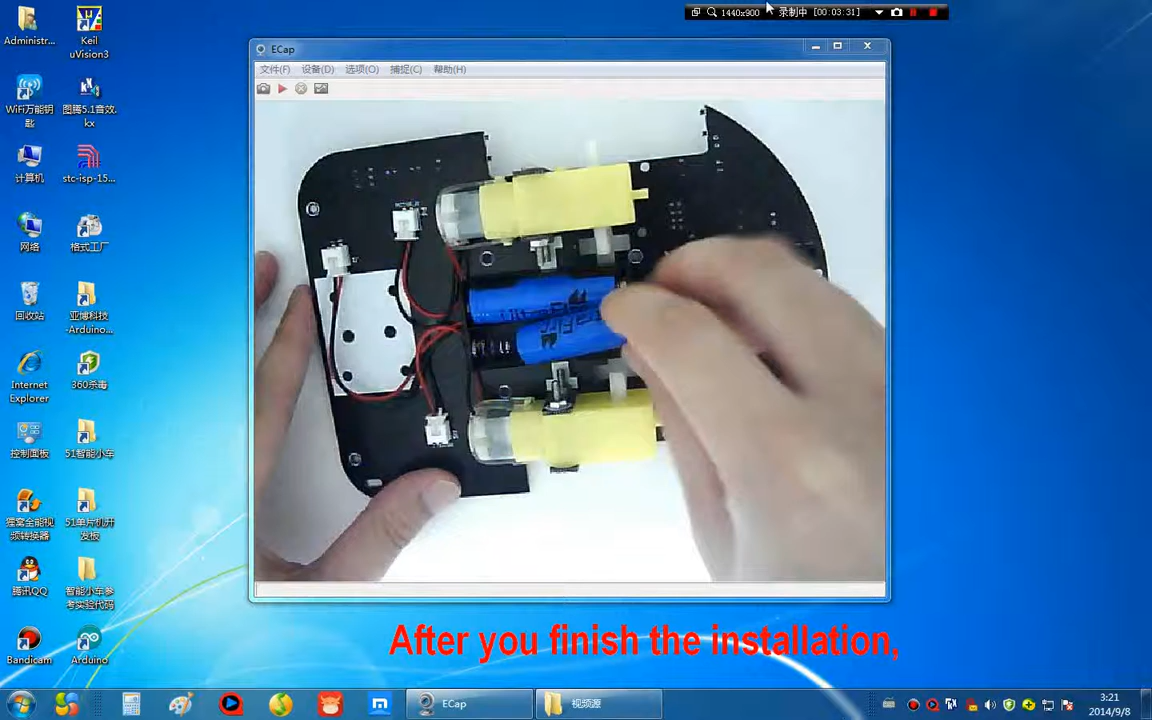 1440x900 录制中 [00:03:31]
Administr...
Keil
uVision3
WiFi万能钥
匙
图腾5.1音效.
kx
计算机
stc-isp-15...
网络
格式工厂
回收站
亚博科技
-Arduino...
Internet
Explorer
360杀毒
控制面板
51智能小车
狸窝全能视
频转换器
51单片机开
发板
腾讯QQ
智能小车参
考实验代码
Bandicam
Arduino
ECap
文件(F) 设备(D) 选项(O) 捕捉(C) 帮助(H)
After you finish the installation,
ECap
视频源
3:21
2014/9/8